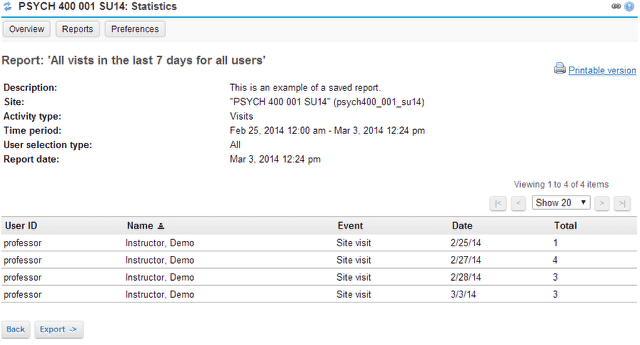 PSYCH 400 001 SU14: Statistics
Overview Reports Preferences
Report: 'All vists in the last 7 days for all users'
Printable version
Description: This is an example of a saved report.
Site: "PSYCH 400 001 SU14" (psych400_001_su14)
Activity type: Visits
Time period: Feb 25, 2014 12:00 am - Mar 3, 2014 12:24 pm
User selection type: All
Report date: Mar 3, 2014 12:24 pm
Viewing 1 to 4 of 4 items
|< < Show 20 > >|
User ID Name Event Date Total
professor Instructor, Demo Site visit 2/25/14 1
professor Instructor, Demo Site visit 2/27/14 4
professor Instructor, Demo Site visit 2/28/14 3
professor Instructor, Demo Site visit 3/3/14 3
Back Export ->